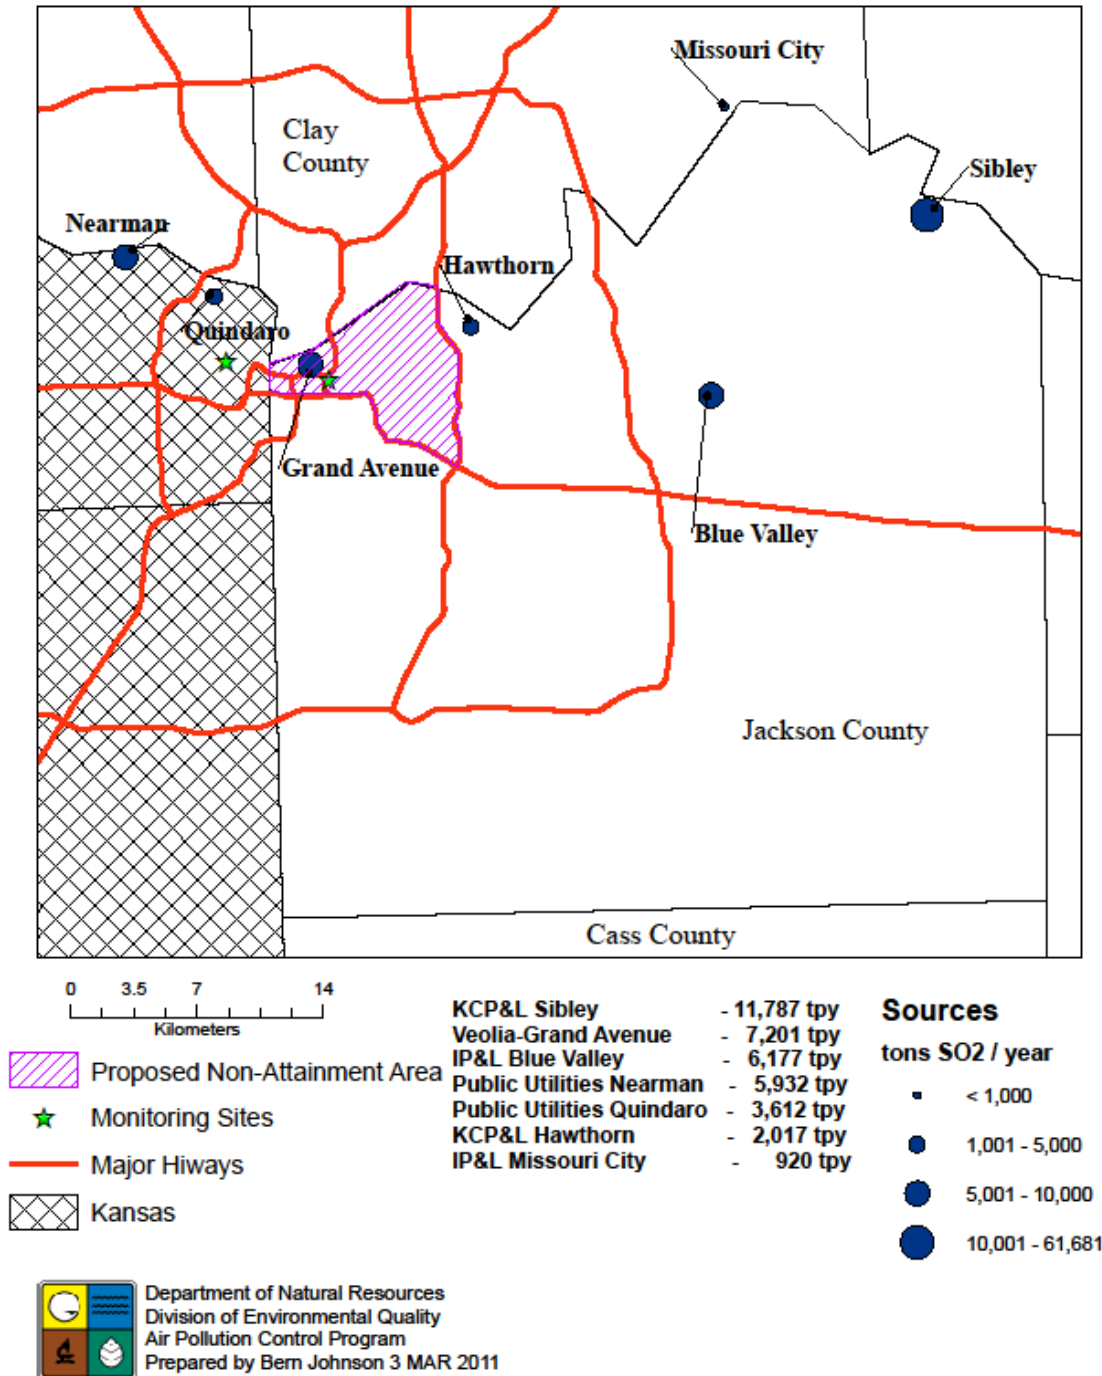 Missouri City
Clay
County
Sibley
Nearman
Hawthorn
Quindaro
Grand Avenue
Blue Valley
Jackson County
Cass County
0 3.5 7 14
Kilometers
Proposed Non-Attainment Area
Monitoring Sites
Major Hiways
Kansas
KCP&L Sibley - 11,787 tpy
Veolia-Grand Avenue - 7,201 tpy
IP&L Blue Valley - 6,177 tpy
Public Utilities Nearman - 5,932 tpy
Public Utilities Quindaro - 3,612 tpy
KCP&L Hawthorn - 2,017 tpy
IP&L Missouri City - 920 tpy
Sources
tons SO2 / year
< 1,000
1,001 - 5,000
5,001 - 10,000
10,001 - 61,681
Department of Natural Resources
Division of Environmental Quality
Air Pollution Control Program
Prepared by Bern Johnson 3 MAR 2011